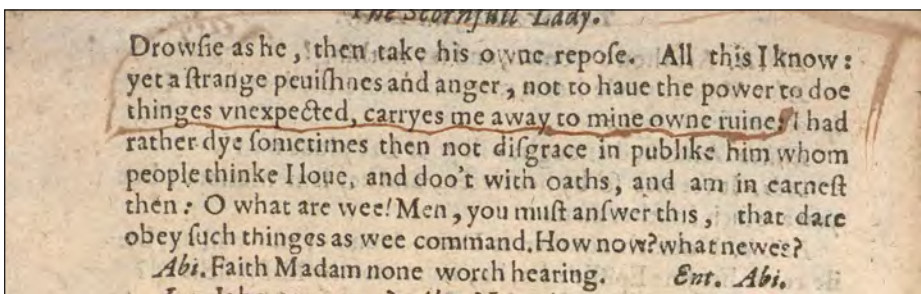 The Scornfull Lady.
Drowſie as he, then take his owne repoſe. All this I know:
yet a ſtrange peuiſhnes and anger, not to haue the power to doe
thinges vnexpected, carryes me away to mine owne ruine. I had
rather dye ſometimes then not diſgrace in publike him whom
people thinke I loue, and doo't with oaths, and am in earneſt
then: O what are wee! Men, you muſt anſwer this, that dare
obey ſuch thinges as wee command. How now? what newes?
Abi. Faith Madam none worth hearing. Ent. Abi.